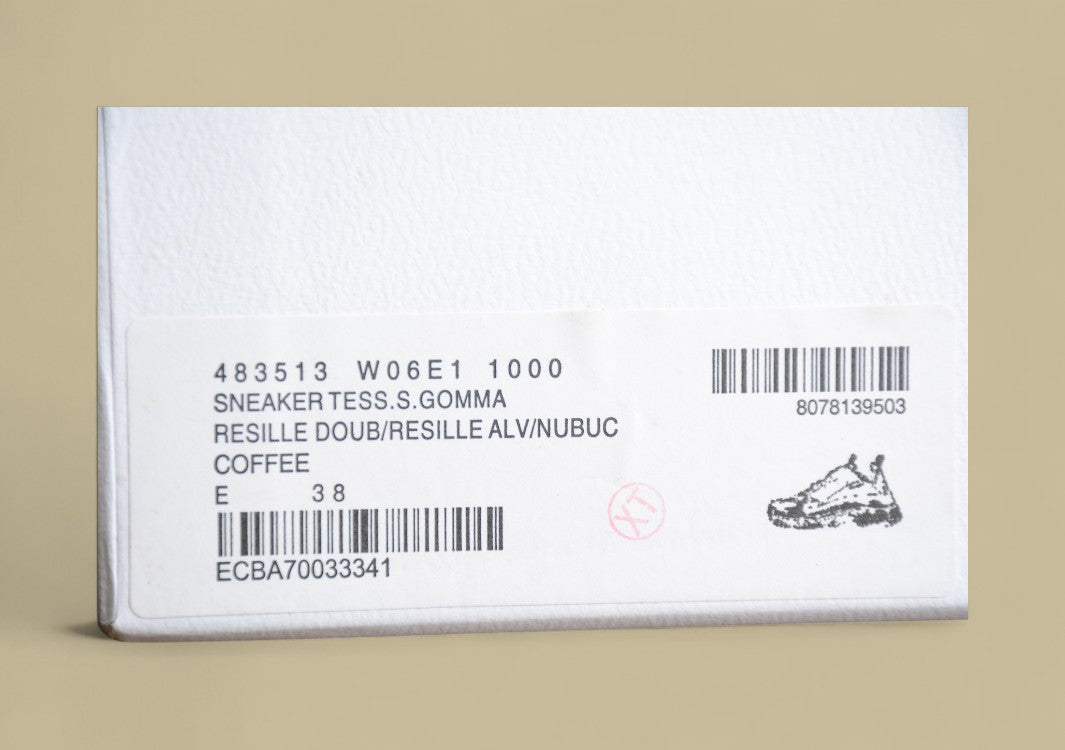 483513 W06E1 1000
SNEAKER TESS.S.GOMMA
RESILLE DOUB/RESILLE ALV/NUBUC
COFFEE
E 38
ECBA70033341
8078139503
XT